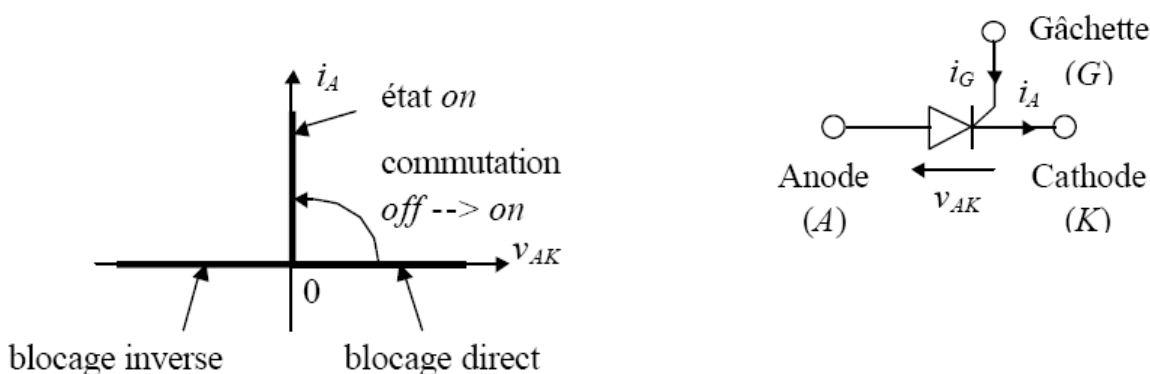 i_A
état on
commutation
off --> on
v_AK
0
blocage inverse
blocage direct
Gâchette
(G)
i_G
i_A
Anode
(A)
v_AK
Cathode
(K)